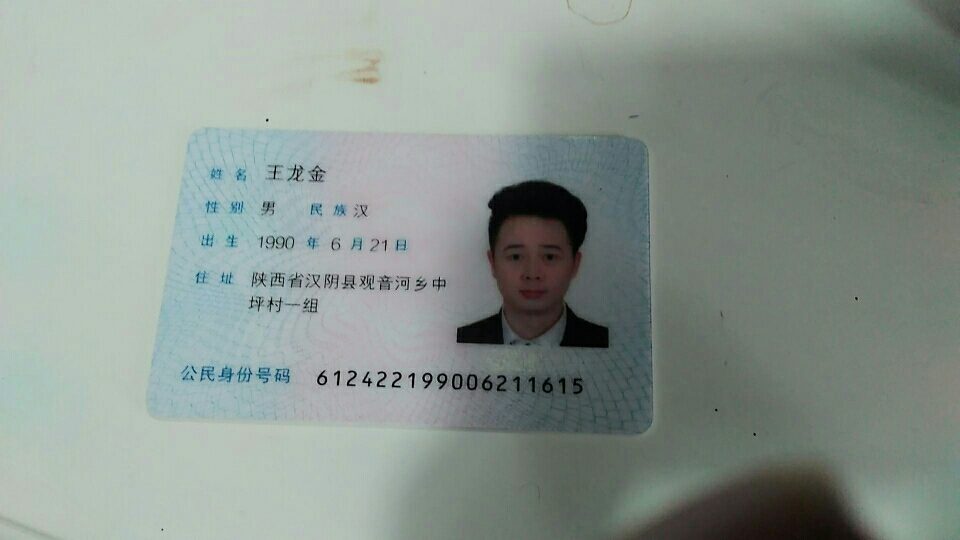 姓名 王龙金
性别 男 民族 汉
出生 1990 年 6 月 21 日
住址 陕西省汉阴县观音河乡中
坪村一组
公民身份号码 612422199006211615